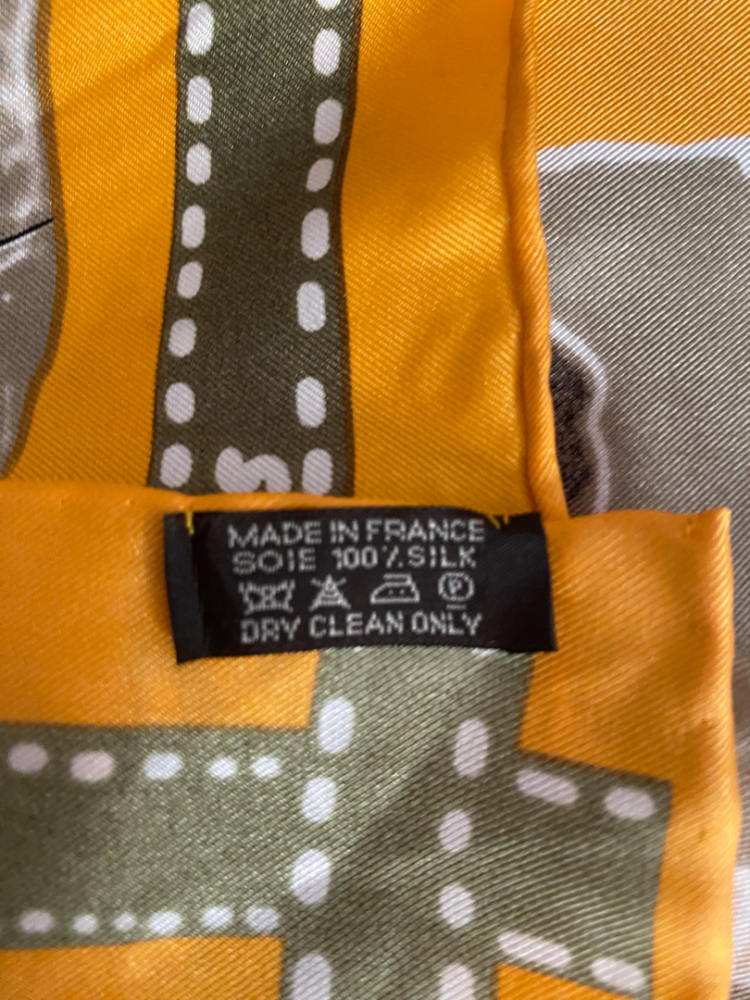 S
MADE IN FRANCE
SOIE 100% SILK
P
DRY CLEAN ONLY